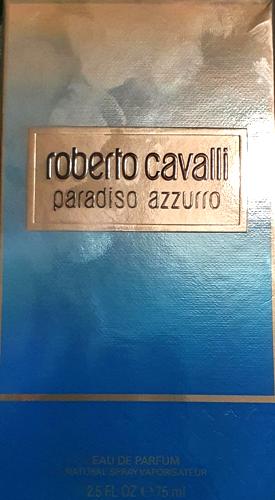 roberto cavalli
paradiso azzurro
EAU DE PARFUM
NATURAL SPRAY VAPORISATEUR
2.5 FL OZ ℮ 75 ml